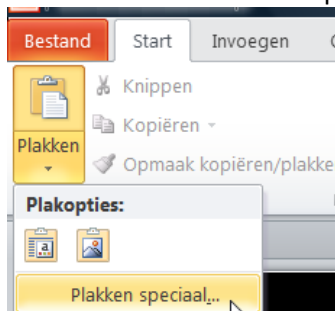 Bestand Start Invoegen
Knippen
Kopiëren
Plakken
Opmaak kopiëren/plakke
Plakopties:
Plakken speciaal...